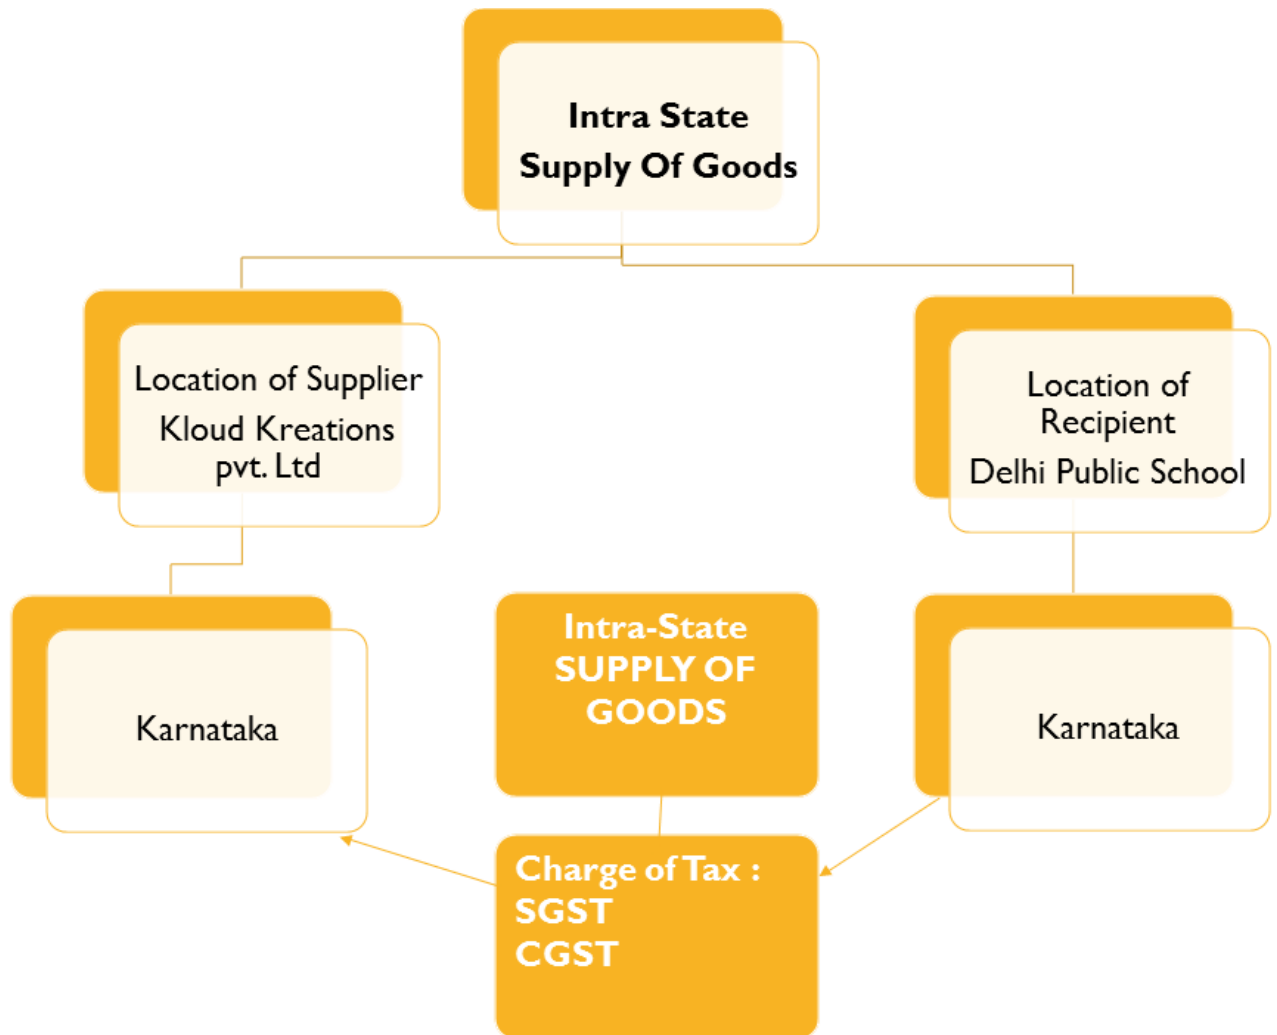 Intra State
Supply Of Goods
Location of Supplier
Kloud Kreations
pvt. Ltd
Location of
Recipient
Delhi Public School
Karnataka
Intra-State
SUPPLY OF
GOODS
Karnataka
Charge of Tax :
SGST
CGST